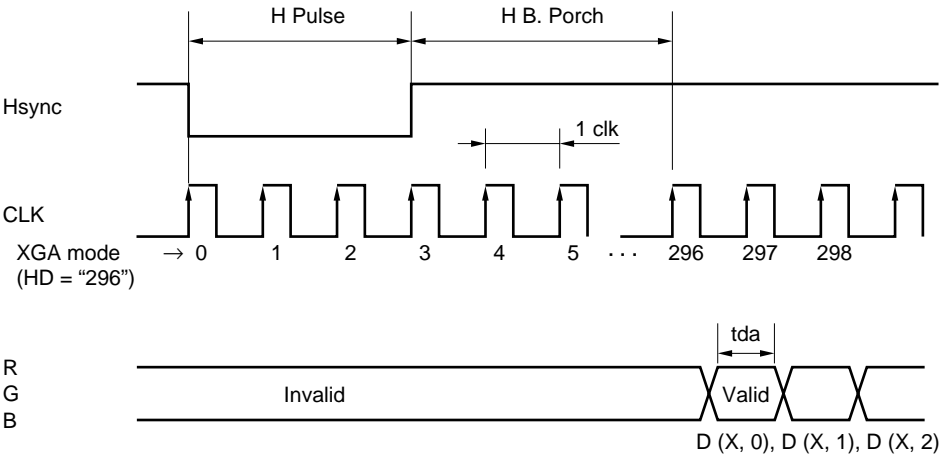 H Pulse
H B. Porch
Hsync
1 clk
CLK
XGA mode → 0 1 2 3 4 5 · · · 296 297 298
(HD = “296”)
tda
R
G Invalid Valid
B
D (X, 0), D (X, 1), D (X, 2)